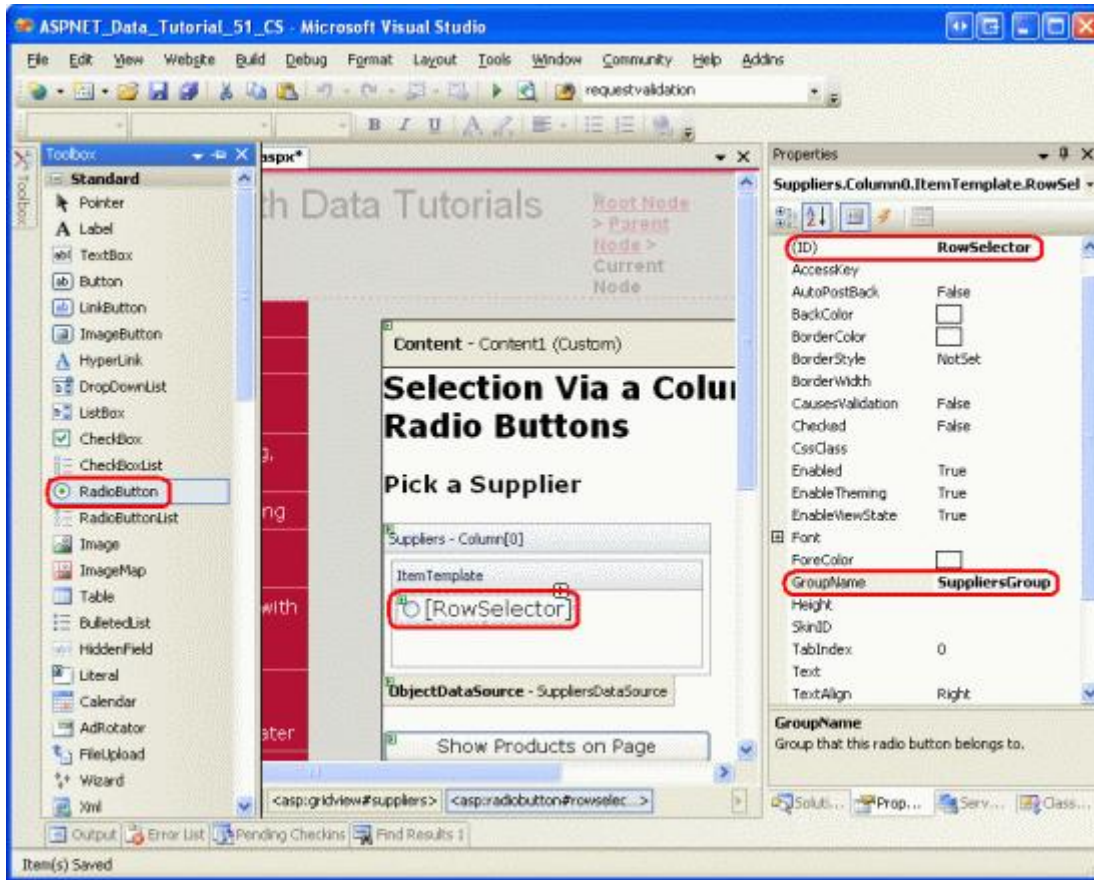 ASPNET_Data_Tutorial_51_CS - Microsoft Visual Studio
File Edit View Website Build Debug Format Layout Tools Window Community Help Addins
requestvalidation
B I U A
Toolbox
Toolbox
Standard
Pointer
A Label
TextBox
Button
LinkButton
ImageButton
HyperLink
DropDownList
ListBox
CheckBox
CheckBoxList
RadioButton
RadioButtonList
Image
ImageMap
Table
BulletedList
HiddenField
Literal
Calendar
AdRotator
FileUpload
Wizard
Xml
aspx*
th Data Tutorials
Root Node
> Parent
Node >
Current
Node
ng
with
ater
Content - Content1 (Custom)
Selection Via a Colu
Radio Buttons
Pick a Supplier
Suppliers - Column[0]
ItemTemplate
[RowSelector]
ObjectDataSource - SuppliersDataSource
Show Products on Page
<asp:gridview#suppliers> <asp:radiobutton#rowselec...>
Properties
Suppliers.Column0.ItemTemplate.RowSel
(ID) RowSelector
AccessKey
AutoPostBack False
BackColor
BorderColor
BorderStyle NotSet
BorderWidth
CausesValidation False
Checked False
CssClass
Enabled True
EnableTheming True
EnableViewState True
Font
ForeColor
GroupName SuppliersGroup
Height
SkinID
TabIndex 0
Text
TextAlign Right
GroupName
Group that this radio button belongs to.
Soluti... Prop... Serv... Class...
Output Error List Pending Checkins Find Results 1
Item(s) Saved